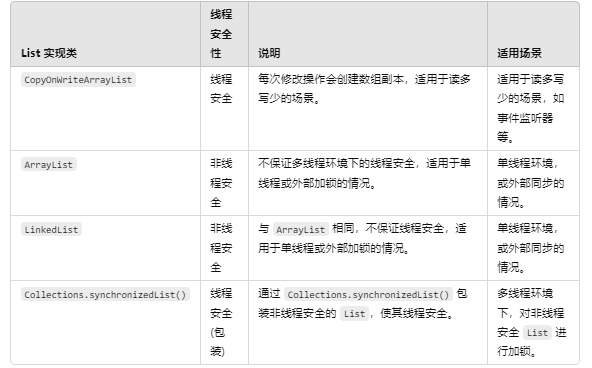 List 实现类
线程
安全
性
说明
适用场景
CopyOnWriteArrayList
线程
安全
每次修改操作会创建数组副本，适用于读多
写少的场景。
适用于读多写
少的场景，如
事件监听器
等。
ArrayList
非线
程安
全
不保证多线程环境下的线程安全，适用于单
线程或外部加锁的情况。
单线程环境，
或外部同步的
情况。
LinkedList
非线
程安
全
与 ArrayList 相同，不保证线程安全，适
用于单线程或外部加锁的情况。
单线程环境，
或外部同步的
情况。
Collections.synchronizedList()
线程
安全
(包
装)
通过 Collections.synchronizedList() 包
装非线程安全的 List，使其线程安全。
多线程环境
下，对非线程
安全 List 进
行加锁。